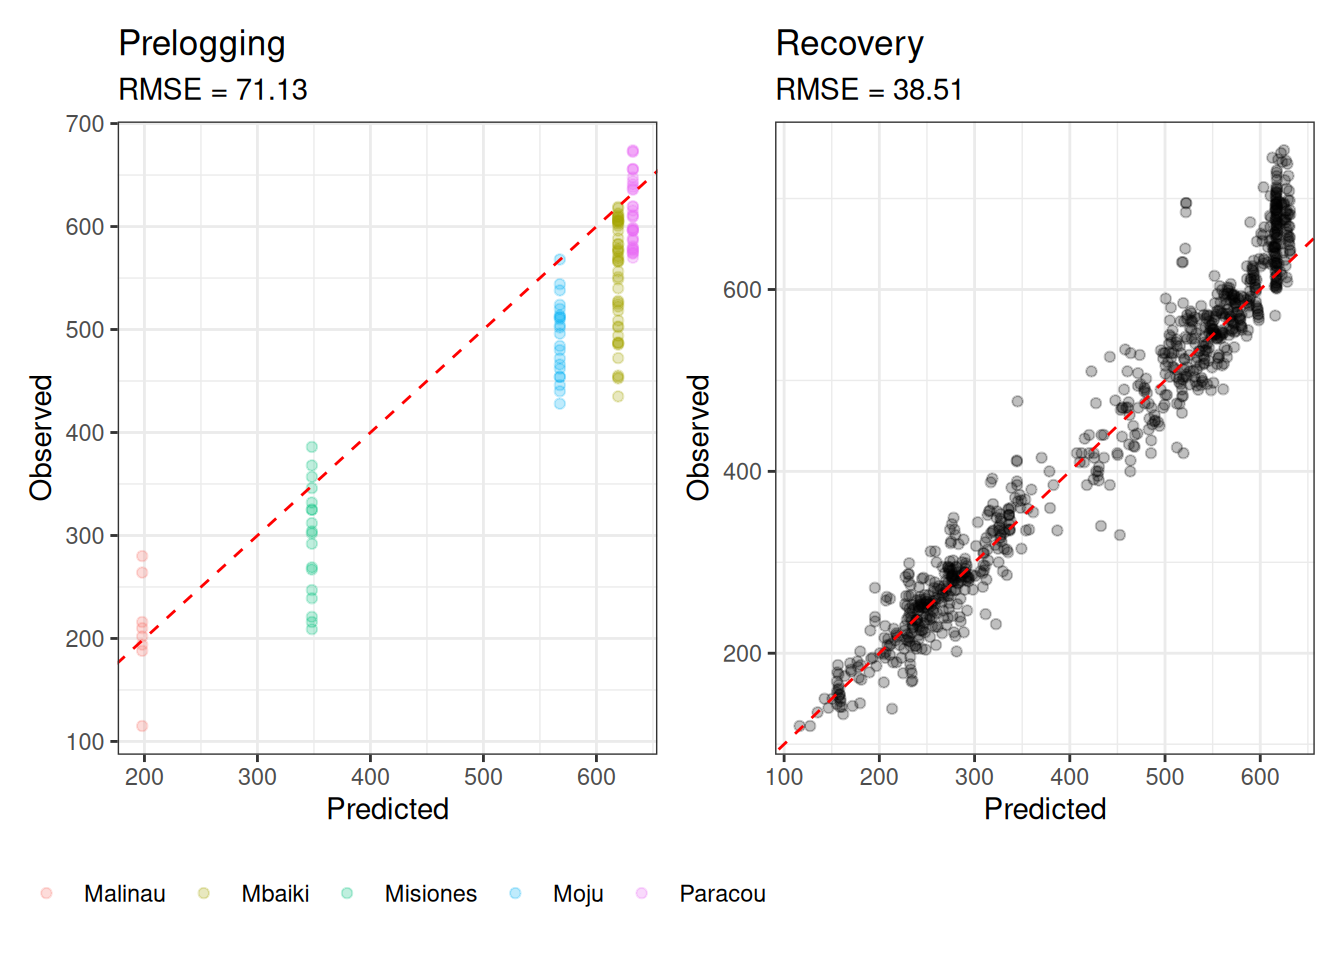 Prelogging
RMSE = 71.13
700
600
500
400
300
200
100
Observed
200 300 400 500 600
Predicted
Recovery
RMSE = 38.51
600
400
200
Observed
100 200 300 400 500 600
Predicted
Malinau Mbaiki Misiones Moju Paracou